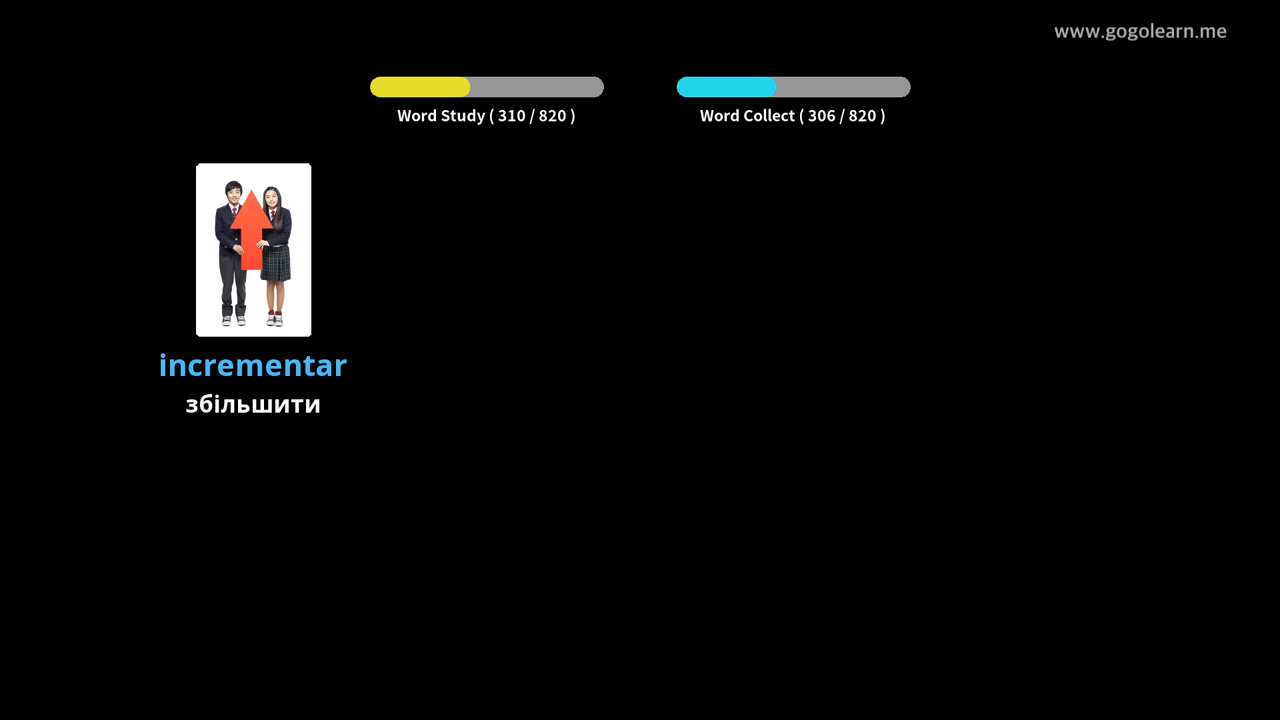 www.gogolearn.me
Word Study ( 310 / 820 )
Word Collect ( 306 / 820 )
incrementar
збільшити